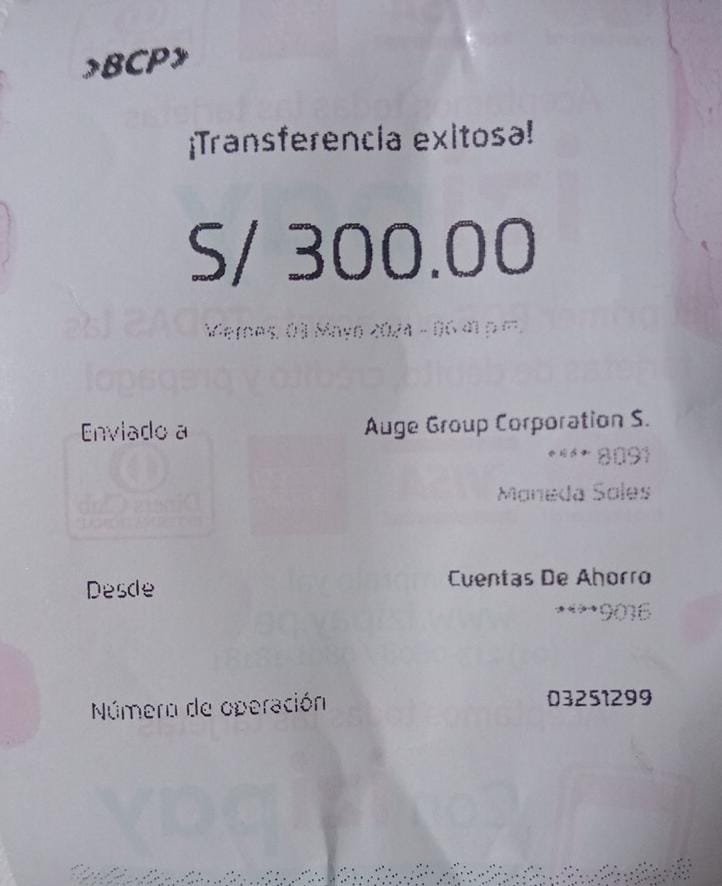 BCP
¡Transferencia exitosa!
S/ 300.00
Viernes, 03 Mayo 2024 - 06:41 p.m.
Enviado a
Auge Group Corporation S.
**** 8091
Moneda Soles
Desde
Cuentas De Ahorro
****9016
Número de operación
03251299